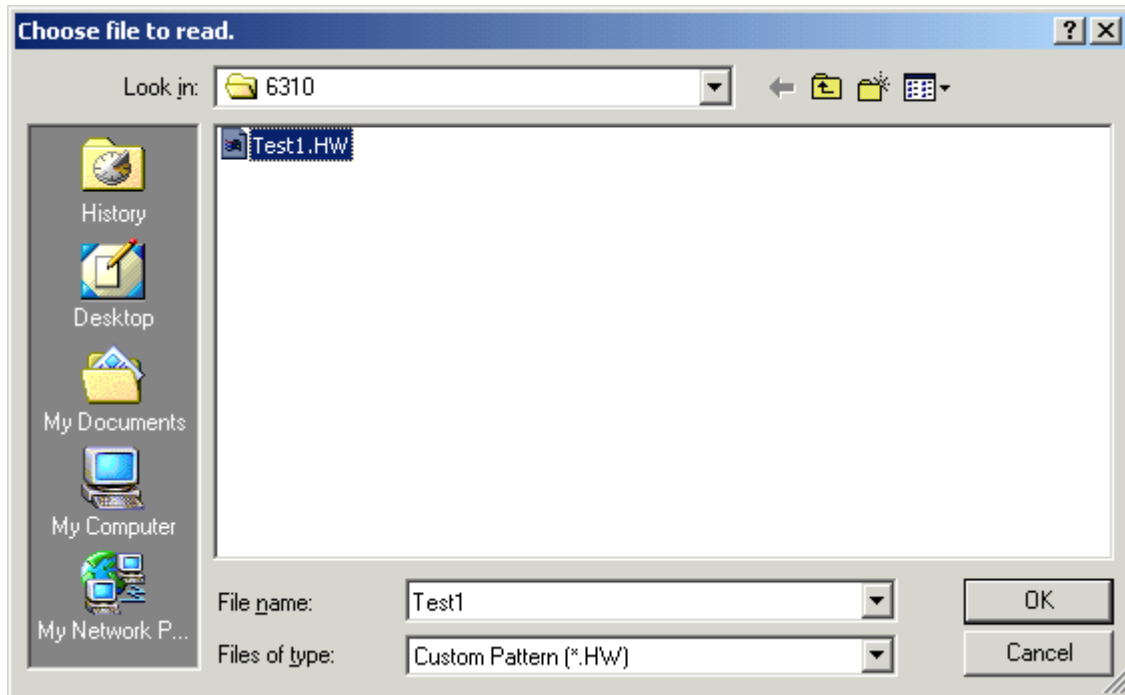 Choose file to read.
Look in: 6310
Test1.HW
History
Desktop
My Documents
My Computer
My Network P...
File name: Test1 OK
Files of type: Custom Pattern (*.HW) Cancel